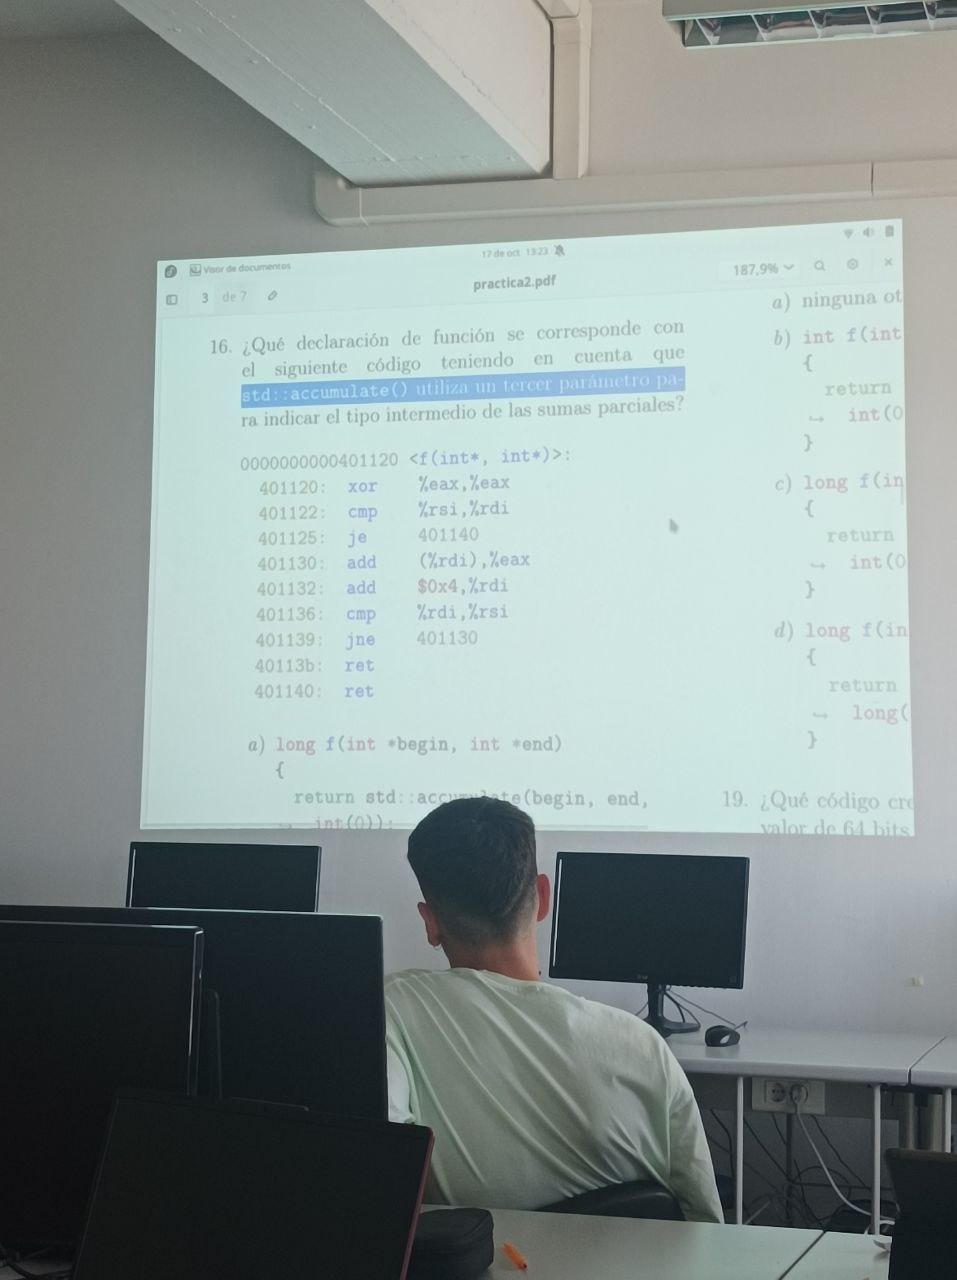 17 de oct 13:23
Visor de documentos
3 de 7
practica2.pdf
187,9%
16. ¿Qué declaración de función se corresponde con
el siguiente código teniendo en cuenta que
std::accumulate() utiliza un tercer parámetro pa-
ra indicar el tipo intermedio de las sumas parciales?
0000000000401120 <f(int*, int*)>:
401120: xor %eax,%eax
401122: cmp %rsi,%rdi
401125: je 401140
401130: add (%rdi),%eax
401132: add $0x4,%rdi
401136: cmp %rdi,%rsi
401139: jne 401130
40113b: ret
401140: ret
a) long f(int *begin, int *end)
{
return std::accumulate(begin, end,
int(0));
a) ninguna ot
b) int f(int
{
return
↪ int(0
}
c) long f(in
{
return
↪ int(0
}
d) long f(in
{
return
↪ long(
}
19. ¿Qué código cre
valor de 64 bits